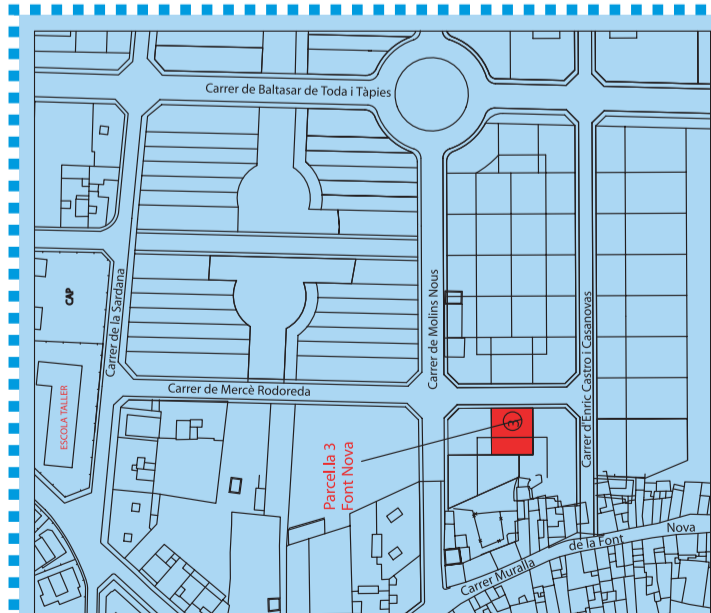 Carrer de Baltasar de Toda i Tàpies
Carrer de la Sardana
CAP
ESCOLA TALLER
Carrer de Mercè Rodoreda
Carrer de Molins Nous
Carrer d'Enric Castro i Casanovas
3
Parcel.la 3
Font Nova
Carrer Muralla de la Font Nova